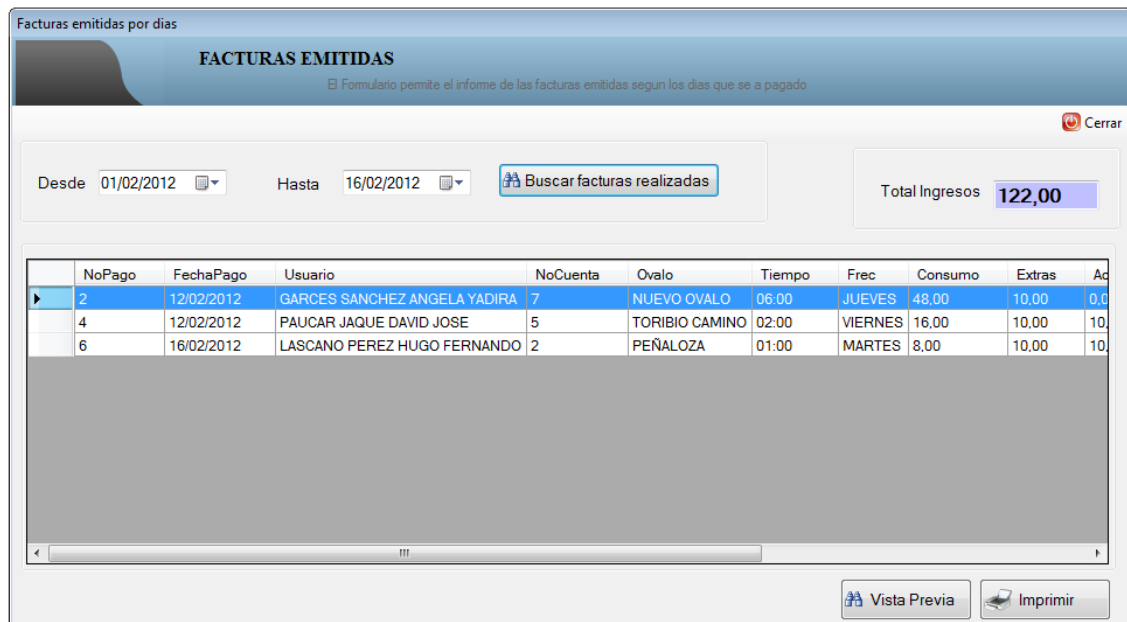 Facturas emitidas por dias
FACTURAS EMITIDAS
El Formulario permite el informe de las facturas emitidas segun los dias que se a pagado
Cerrar
Desde 01/02/2012 Hasta 16/02/2012 Buscar facturas realizadas Total Ingresos 122,00
NoPago FechaPago Usuario NoCuenta Ovalo Tiempo Frec Consumo Extras Ac
2 12/02/2012 GARCES SANCHEZ ANGELA YADIRA 7 NUEVO OVALO 06:00 JUEVES 48,00 10,00 0,0
4 12/02/2012 PAUCAR JAQUE DAVID JOSE 5 TORIBIO CAMINO 02:00 VIERNES 16,00 10,00 10,
6 16/02/2012 LASCANO PEREZ HUGO FERNANDO 2 PEÑALOZA 01:00 MARTES 8,00 10,00 10,
Vista Previa Imprimir